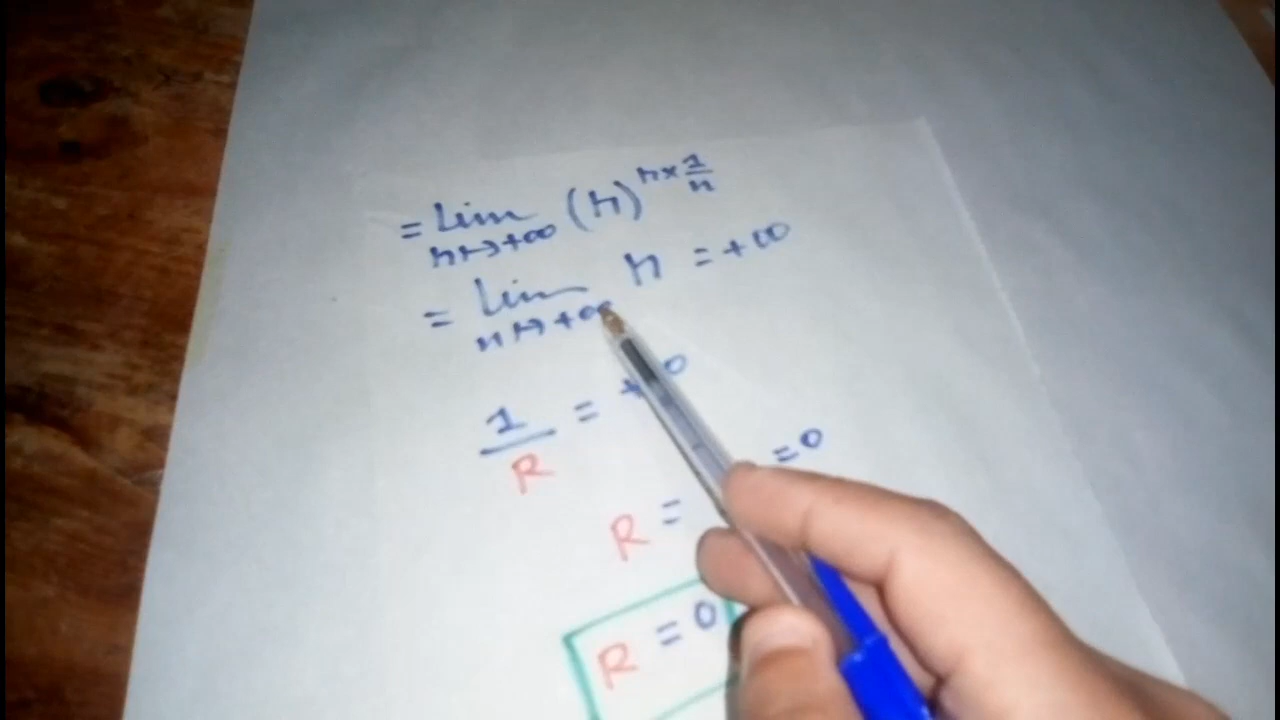 = lim n↦+∞ (n)^{n×1/n}
= lim n↦+∞ n = +∞
1/R = +∞
R = = 0
R = 0